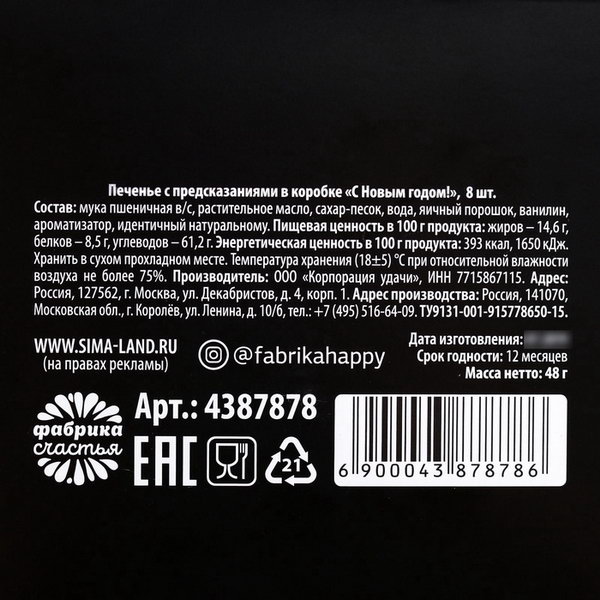 Печенье с предсказаниями в коробке «С Новым годом!», 8 шт.
Состав: мука пшеничная в/с, растительное масло, сахар-песок, вода, яичный порошок, ванилин,
ароматизатор, идентичный натуральному. Пищевая ценность в 100 г продукта: жиров – 14,6 г,
белков – 8,5 г, углеводов – 61,2 г. Энергетическая ценность в 100 г продукта: 393 ккал, 1650 кДж.
Хранить в сухом прохладном месте. Температура хранения (18±5) °С при относительной влажности
воздуха не более 75%. Производитель: ООО «Корпорация удачи», ИНН 7715867115. Адрес:
Россия, 127562, г. Москва, ул. Декабристов, д. 4, корп. 1. Адрес производства: Россия, 141070,
Московская обл., г. Королёв, ул. Ленина, д. 10/6, тел.: +7 (495) 516-64-09. ТУ9131-001-915778650-15.
WWW.SIMA-LAND.RU
(на правах рекламы)
@fabrikahappy
Дата изготовления:
Срок годности: 12 месяцев
Масса нетто: 48 г
фабрика
счастья
Арт.: 4387878
EAC
21
6 900043 878786